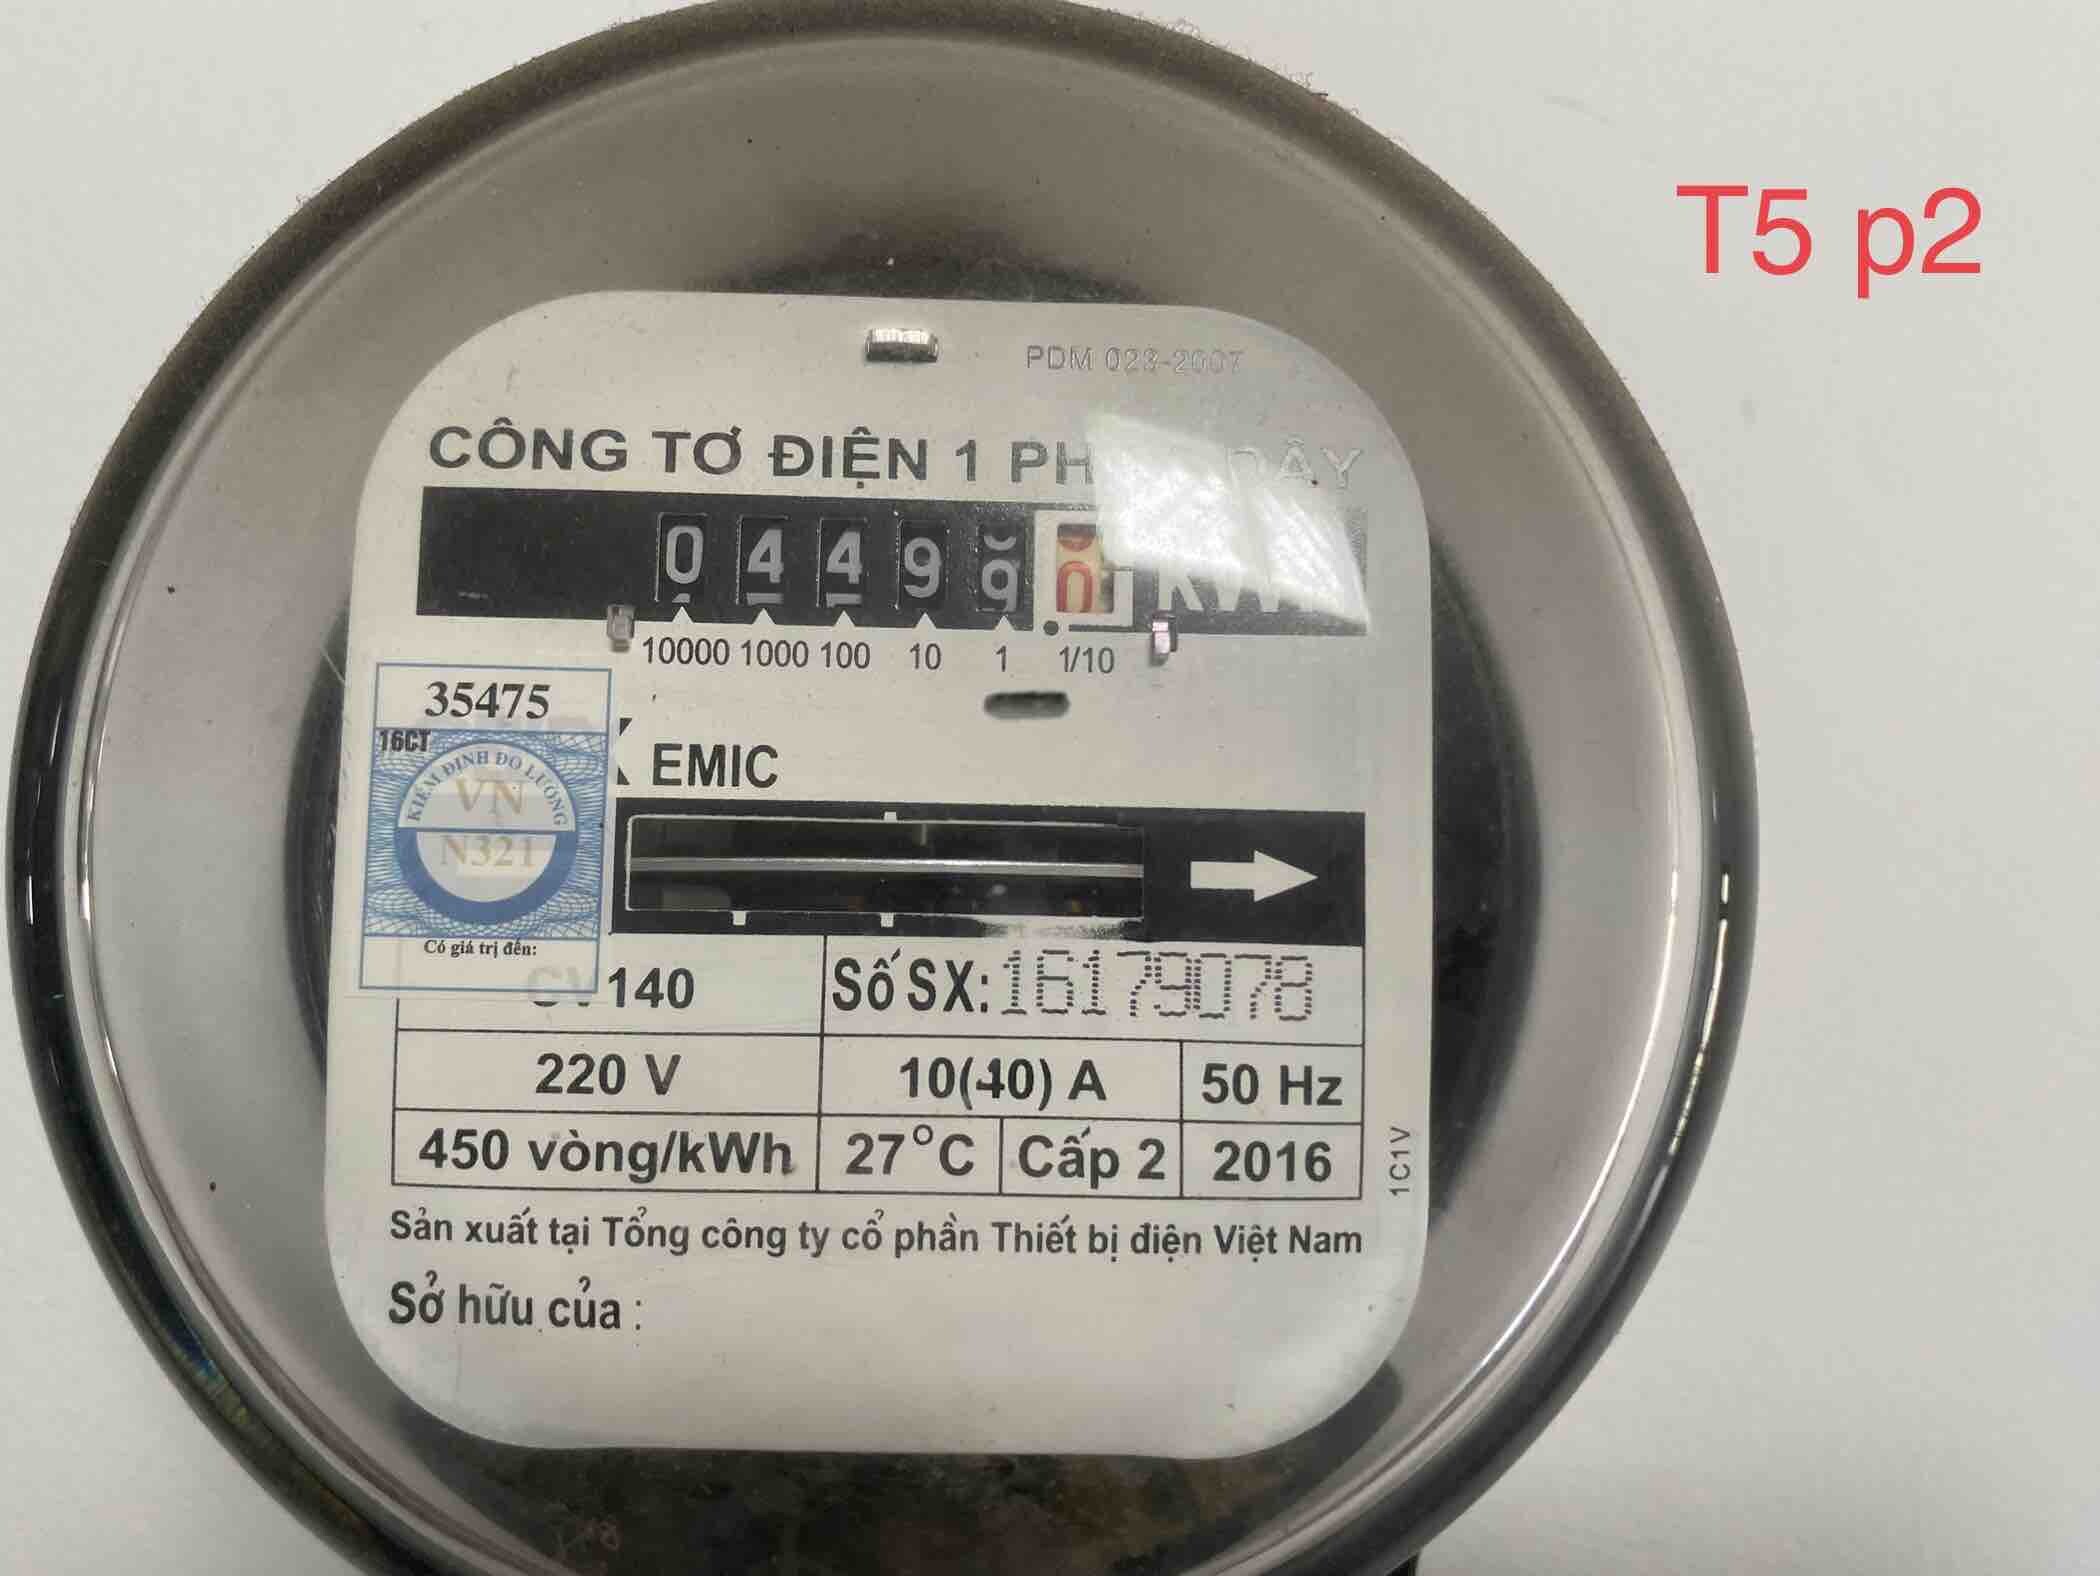 T5 p2
PDM 023-2007
CÔNG TƠ ĐIỆN 1 PH DÂY
0 4 4 9 9 0 kWh
10000 1000 100 10 1 1/10
35475
16CT
KIỂM ĐỊNH ĐO LƯỜNG
VN
N321
Có giá trị đến:
EMIC
CV140
Số SX: 16179078
220 V 10(40) A 50 Hz
450 vòng/kWh 27°C Cấp 2 2016
1C1V
Sản xuất tại Tổng công ty cổ phần Thiết bị điện Việt Nam
Sở hữu của :